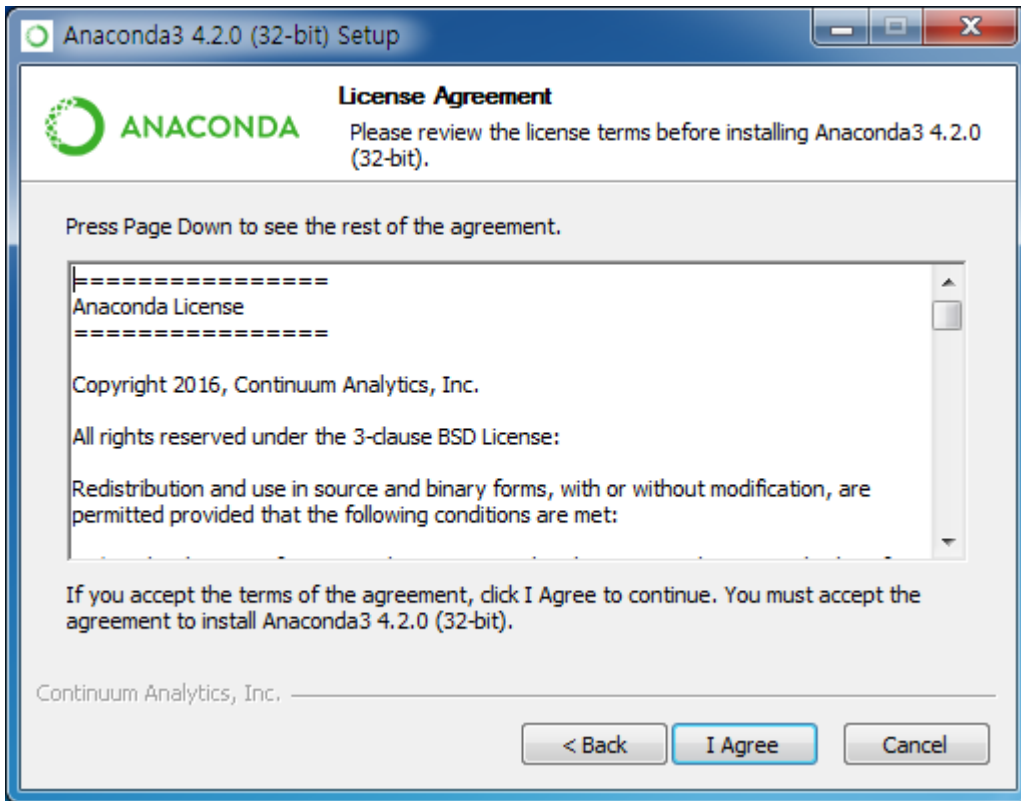 Anaconda3 4.2.0 (32-bit) Setup
ANACONDA
License Agreement
Please review the license terms before installing Anaconda3 4.2.0
(32-bit).
Press Page Down to see the rest of the agreement.
================
Anaconda License
================
Copyright 2016, Continuum Analytics, Inc.
All rights reserved under the 3-clause BSD License:
Redistribution and use in source and binary forms, with or without modification, are
permitted provided that the following conditions are met:
If you accept the terms of the agreement, click I Agree to continue. You must accept the
agreement to install Anaconda3 4.2.0 (32-bit).
Continuum Analytics, Inc.
< Back
I Agree
Cancel